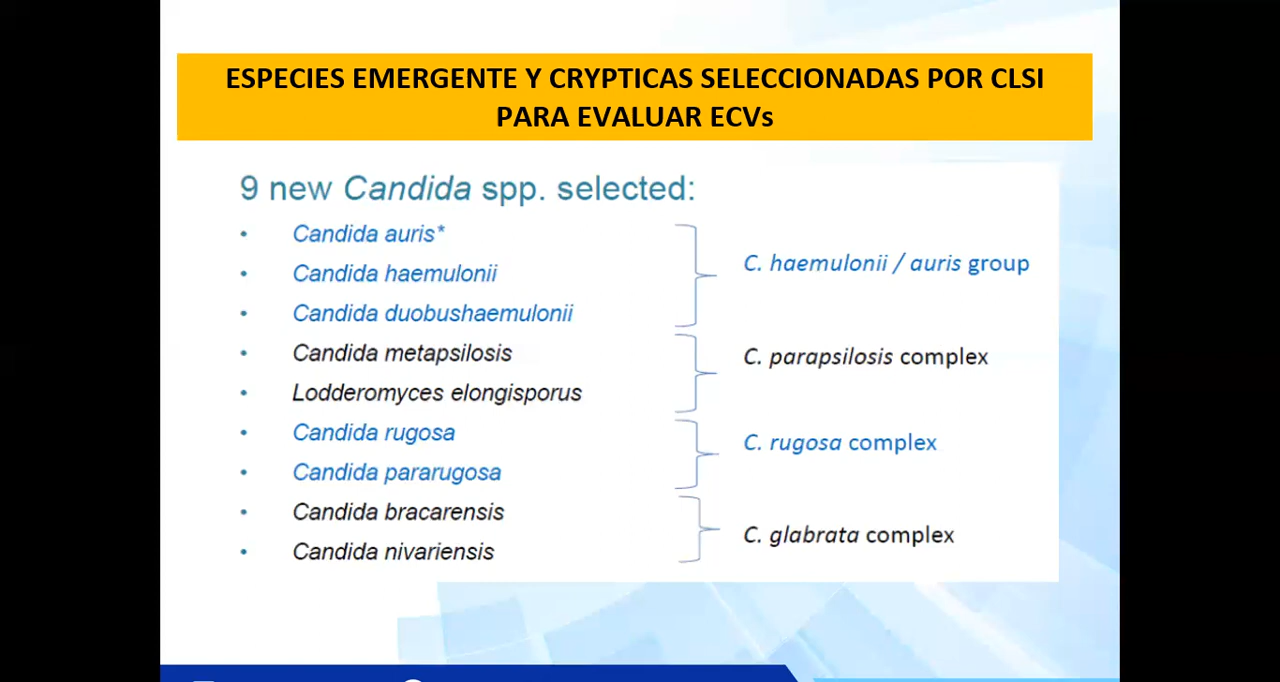 ESPECIES EMERGENTE Y CRYPTICAS SELECCIONADAS POR CLSI
PARA EVALUAR ECVs
9 new Candida spp. selected:
• Candida auris*
• Candida haemulonii
• Candida duobushaemulonii
C. haemulonii / auris group
• Candida metapsilosis
• Lodderomyces elongisporus
C. parapsilosis complex
• Candida rugosa
• Candida pararugosa
C. rugosa complex
• Candida bracarensis
• Candida nivariensis
C. glabrata complex